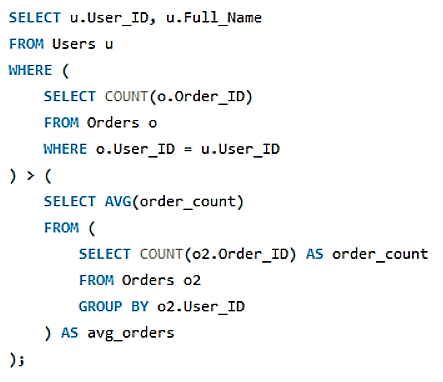 SELECT u.User_ID, u.Full_Name
FROM Users u
WHERE (
    SELECT COUNT(o.Order_ID)
    FROM Orders o
    WHERE o.User_ID = u.User_ID
) > (
    SELECT AVG(order_count)
    FROM (
        SELECT COUNT(o2.Order_ID) AS order_count
        FROM Orders o2
        GROUP BY o2.User_ID
    ) AS avg_orders
);